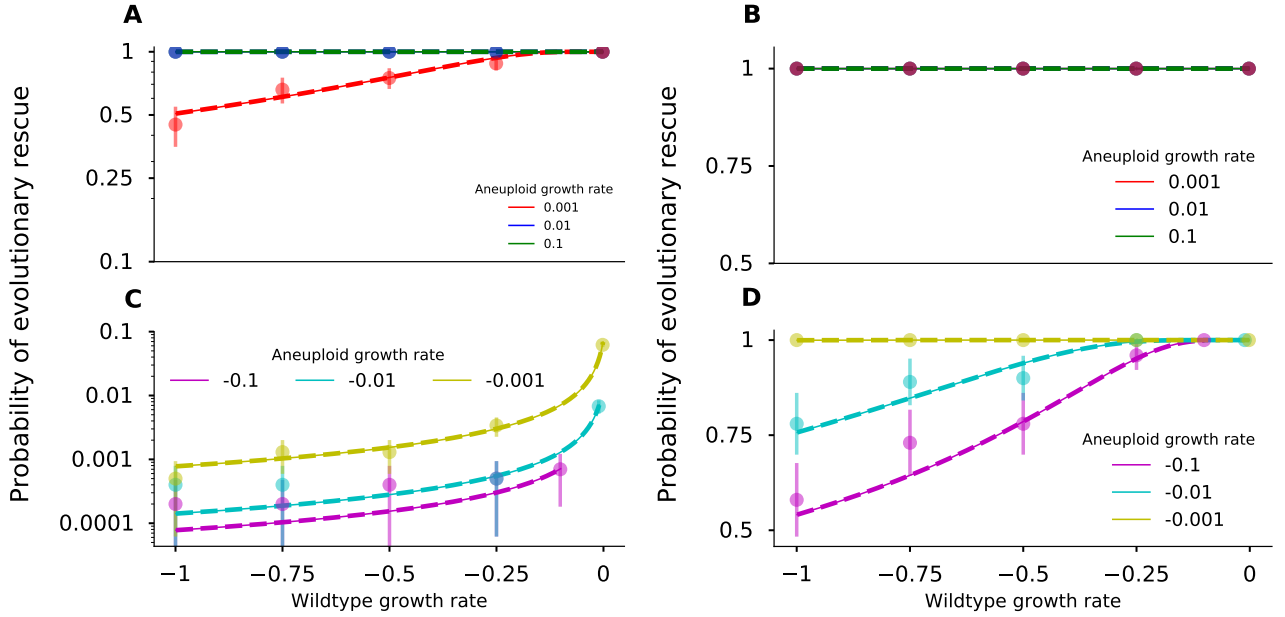 A
Probability of evolutionary rescue
1
0.5
0.25
0.1
Aneuploid growth rate
0.001
0.01
0.1
B
Probability of evolutionary rescue
1
0.75
0.5
Aneuploid growth rate
0.001
0.01
0.1
C
0.1
0.01
0.001
0.0001
Aneuploid growth rate
-0.1 -0.01 -0.001
−1 −0.75 −0.5 −0.25 0
Wildtype growth rate
D
1
0.75
0.5
Aneuploid growth rate
-0.1
-0.01
-0.001
−1 −0.75 −0.5 −0.25 0
Wildtype growth rate